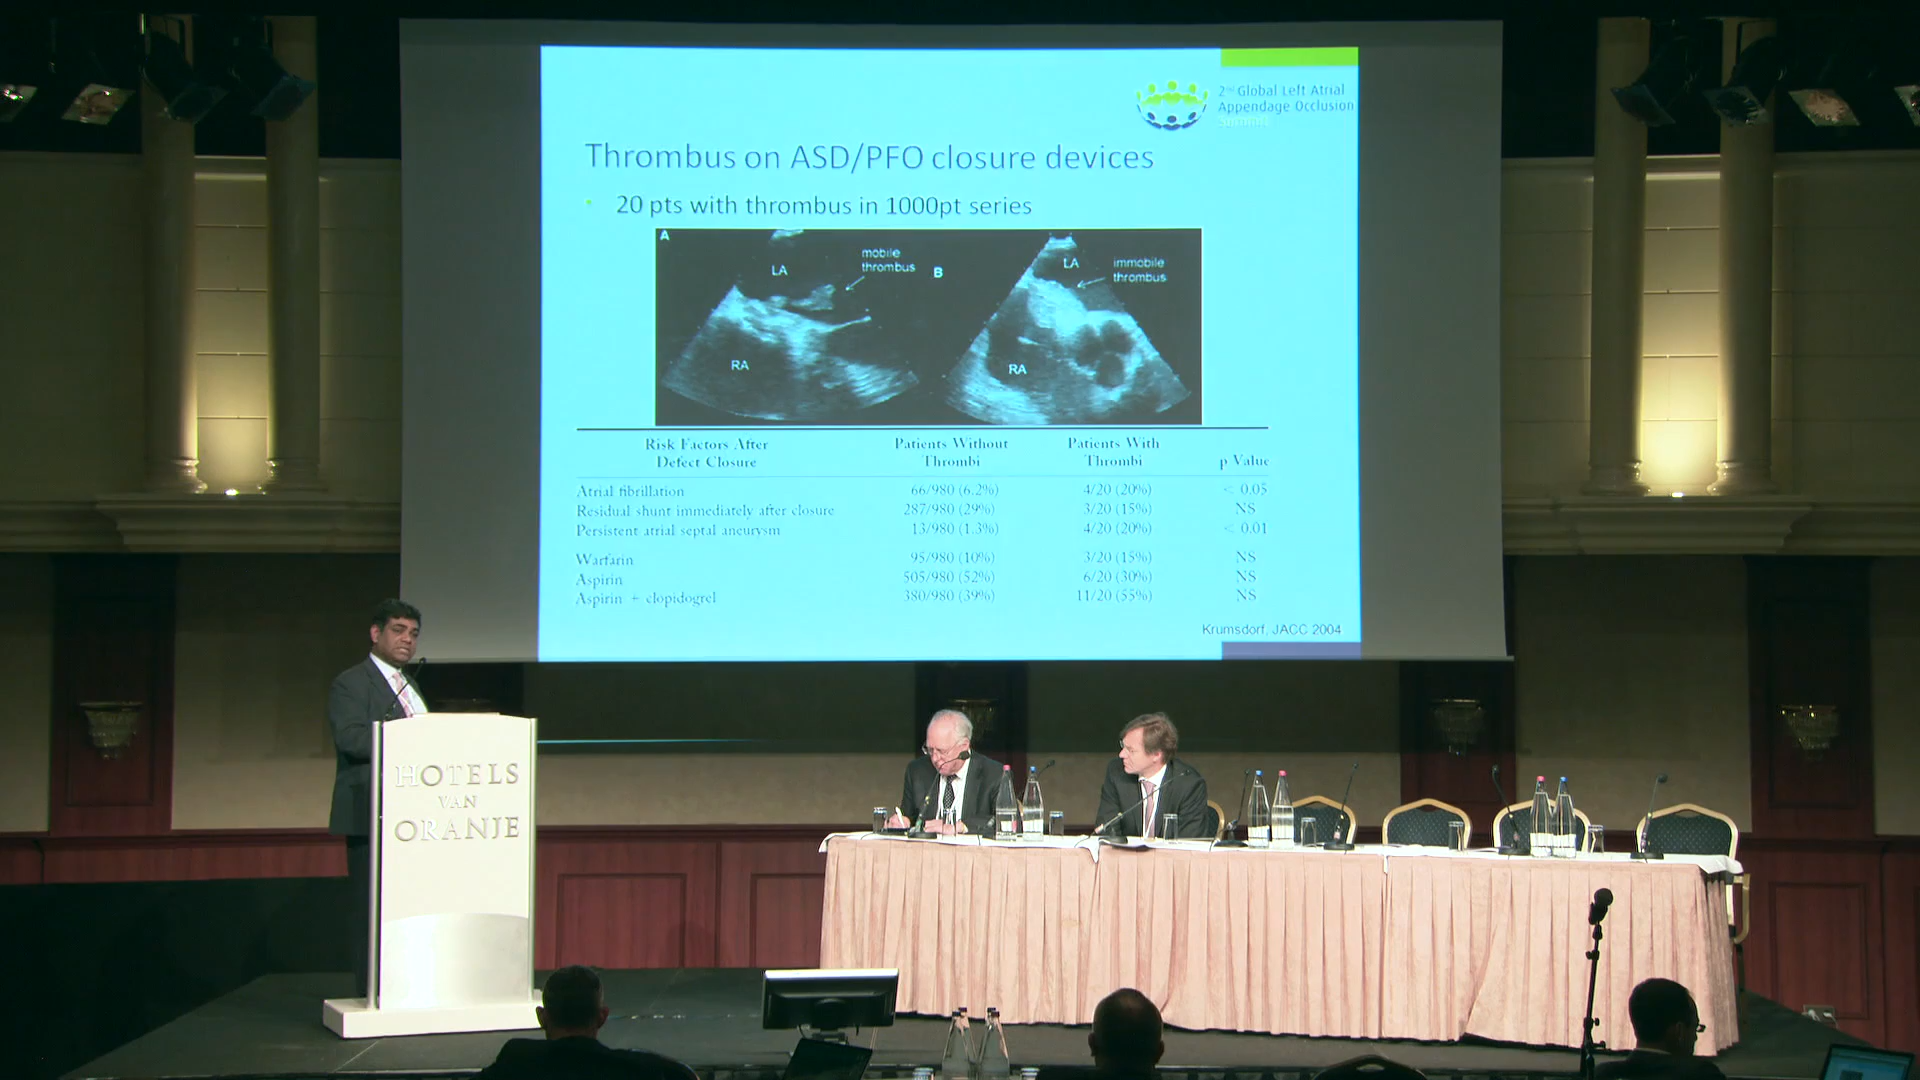 2nd Global Left Atrial
Appendage Occlusion
Summit
Thrombus on ASD/PFO closure devices
• 20 pts with thrombus in 1000pt series
A
LA
mobile
thrombus
RA
B
LA
immobile
thrombus
RA
Risk Factors After Defect Closure Patients Without Thrombi Patients With Thrombi p Value
Atrial fibrillation 66/980 (6.2%) 4/20 (20%) < 0.05
Residual shunt immediately after closure 287/980 (29%) 3/20 (15%) NS
Persistent atrial septal aneurysm 13/980 (1.3%) 4/20 (20%) < 0.01
Warfarin 95/980 (10%) 3/20 (15%) NS
Aspirin 505/980 (52%) 6/20 (30%) NS
Aspirin + clopidogrel 380/980 (39%) 11/20 (55%) NS
Krumsdorf, JACC 2004
HOTELS
VAN
ORANJE